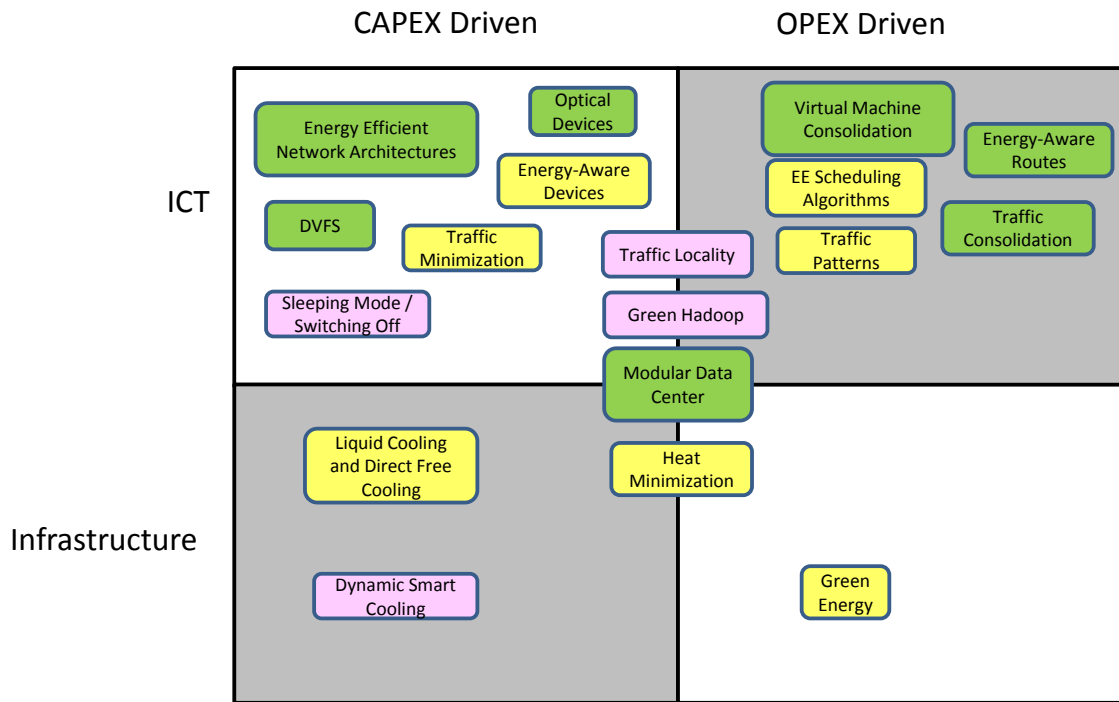 CAPEX Driven
OPEX Driven
ICT
Energy Efficient
Network Architectures
Optical
Devices
Energy-Aware
Devices
DVFS
Traffic
Minimization
Sleeping Mode /
Switching Off
Traffic Locality
Green Hadoop
Modular Data
Center
Virtual Machine
Consolidation
Energy-Aware
Routes
EE Scheduling
Algorithms
Traffic
Consolidation
Traffic
Patterns
Infrastructure
Liquid Cooling
and Direct Free
Cooling
Heat
Minimization
Dynamic Smart
Cooling
Green
Energy